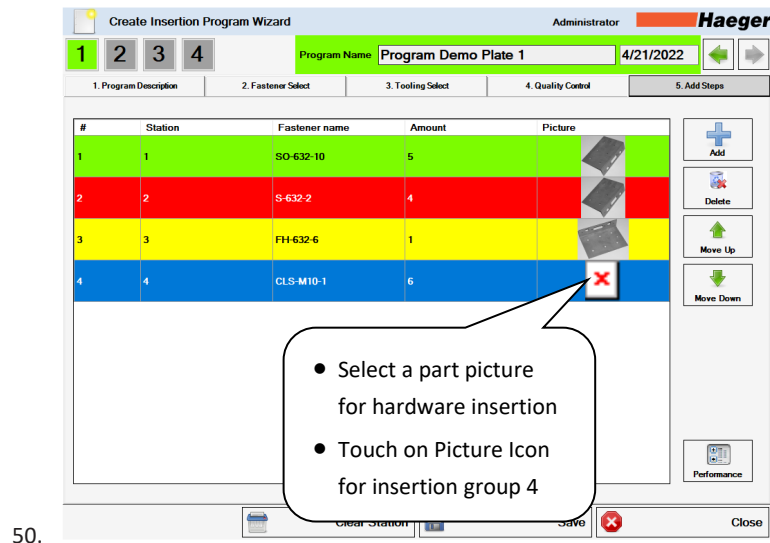 Create Insertion Program Wizard Administrator Haeger
1 2 3 4 Program Name Program Demo Plate 1 4/21/2022
1. Program Description 2. Fastener Select 3. Tooling Select 4. Quality Control 5. Add Steps
# Station Fastener name Amount Picture
Add
1 1 SO-632-10 5
Delete
2 2 S-632-2 4
Move Up
3 3 FH-632-6 1
Move Down
4 4 CLS-M10-1 6
• Select a part picture
for hardware insertion
• Touch on Picture Icon
for insertion group 4
Performance
Clear Station Save Close
50.